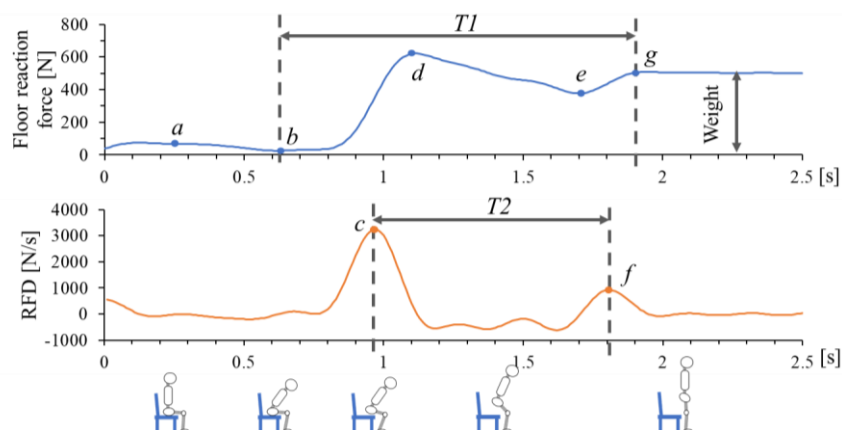 Floor reaction
force [N]
800
600
400
200
0
T1
a
b
d
e
g
Weight
0
0.5
1
1.5
2
2.5 [s]
RFD [N/s]
4000
3000
2000
1000
0
-1000
T2
c
f
0
0.5
1
1.5
2
2.5 [s]